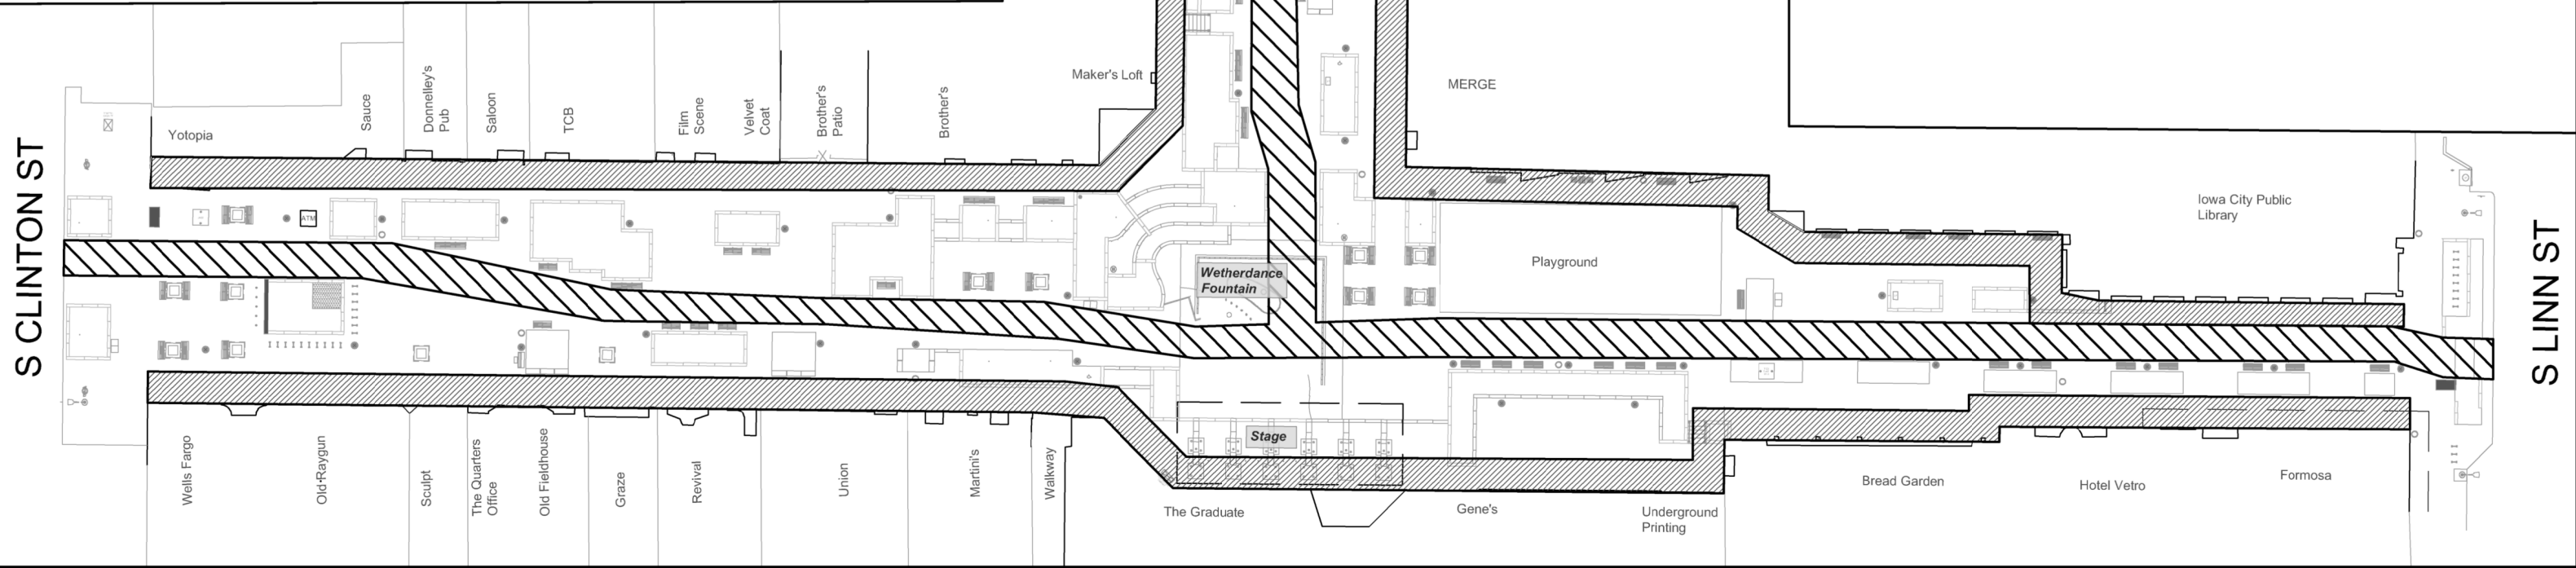 S CLINTON ST
Yotopia
Sauce
Donnelley's
Pub
Saloon
TCB
Film
Scene
Velvet
Coat
Brother's
Patio
Brother's
Maker's Loft
MERGE
Iowa City Public
Library
S LINN ST
ATM
Wetherdance
Fountain
Playground
Stage
Wells Fargo
Old Raygun
Sculpt
The Quarters
Office
Old Fieldhouse
Graze
Revival
Union
Martini's
Walkway
The Graduate
Gene's
Underground
Printing
Bread Garden
Hotel Vetro
Formosa